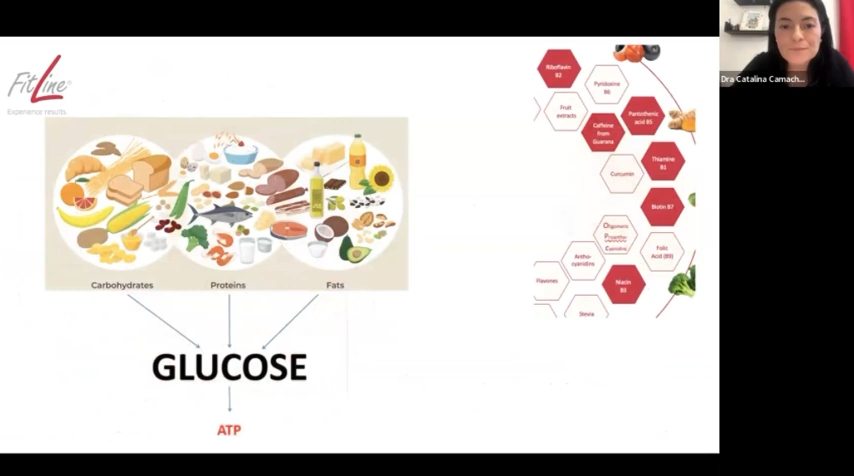 FitLine®
Experience results
Dra Catalina Camach...
Riboflavin
B2
Pyridoxine
B6
Fruit
extracts
Pantothenic
acid B5
Caffeine
from
Guarana
Thiamine
B1
Curcumin
Biotin B7
Oligomeric
Proantho-
Cyanidins
Folic
Acid (B9)
Antho-
cyanidins
Flavones
Niacin
B3
Stevia
Carbohydrates
Proteins
Fats
GLUCOSE
ATP